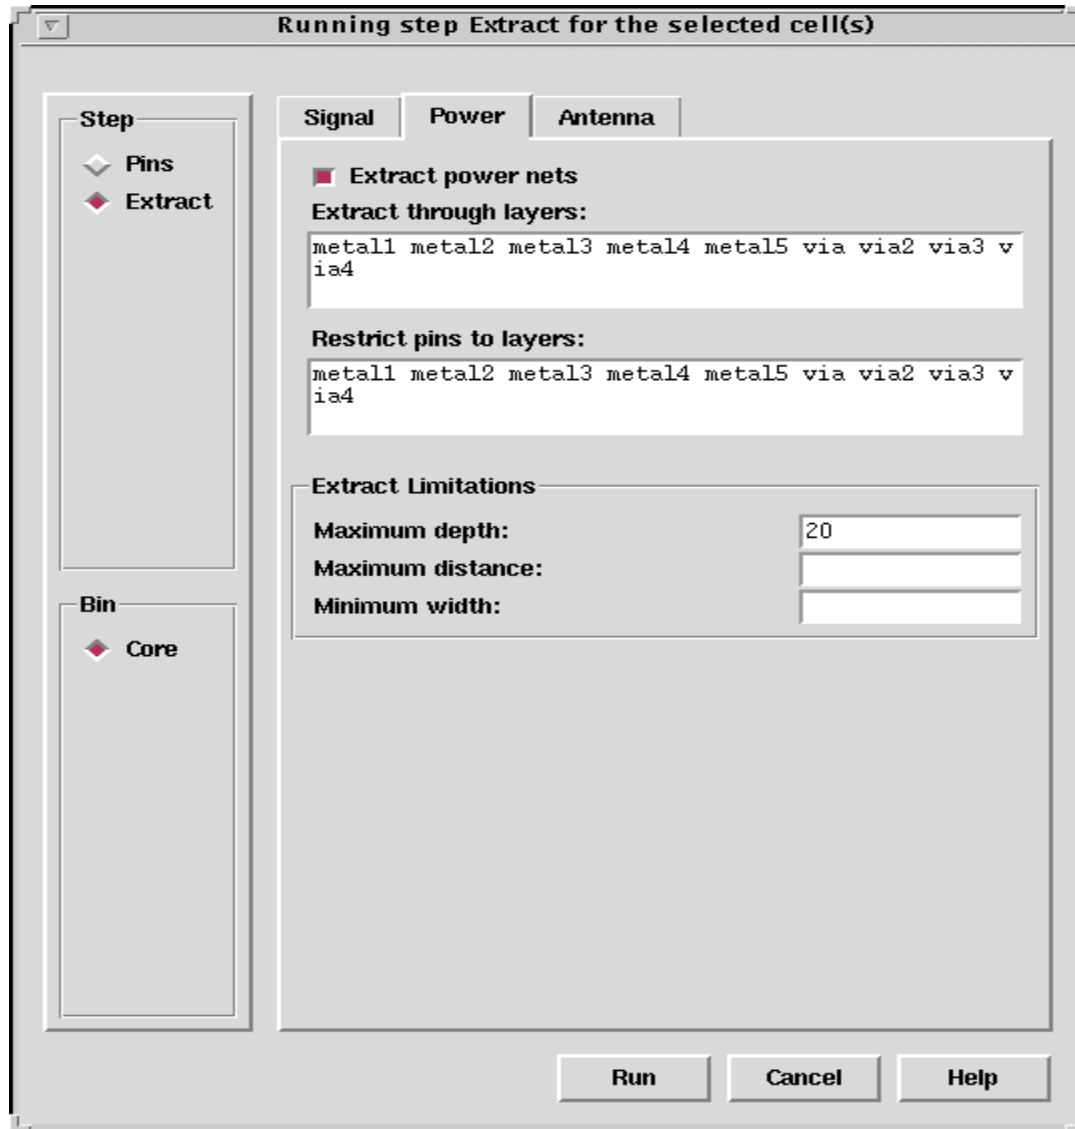 Running step Extract for the selected cell(s)
Step
Pins
Extract
Bin
Core
Signal Power Antenna
Extract power nets
Extract through layers:
metal1 metal2 metal3 metal4 metal5 via via2 via3 v
ia4
Restrict pins to layers:
metal1 metal2 metal3 metal4 metal5 via via2 via3 v
ia4
Extract Limitations
Maximum depth: 20
Maximum distance:
Minimum width:
Run Cancel Help